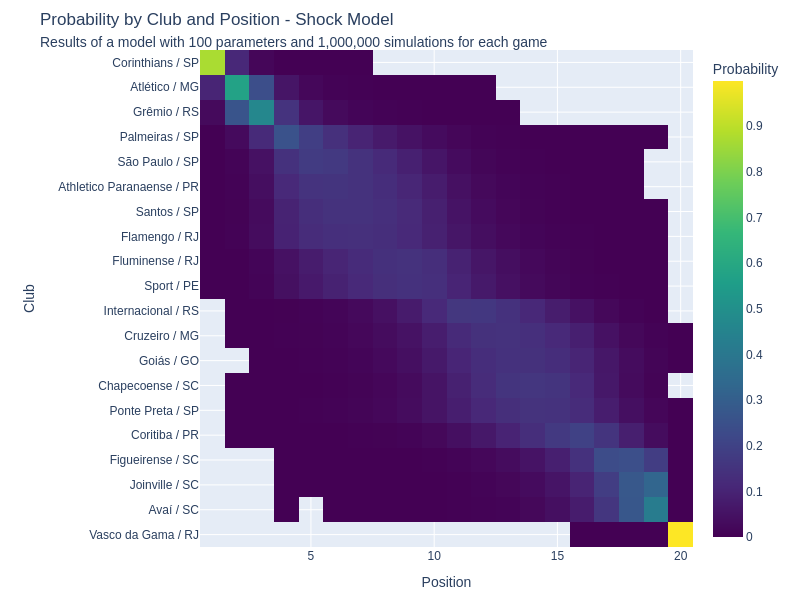 Probability by Club and Position - Shock Model
Results of a model with 100 parameters and 1,000,000 simulations for each game
Probability
Club
Corinthians / SP
Atlético / MG
Grêmio / RS
Palmeiras / SP
São Paulo / SP
Athletico Paranaense / PR
Santos / SP
Flamengo / RJ
Fluminense / RJ
Sport / PE
Internacional / RS
Cruzeiro / MG
Goiás / GO
Chapecoense / SC
Ponte Preta / SP
Coritiba / PR
Figueirense / SC
Joinville / SC
Avaí / SC
Vasco da Gama / RJ
0.9
0.8
0.7
0.6
0.5
0.4
0.3
0.2
0.1
0
5 10 15 20
Position